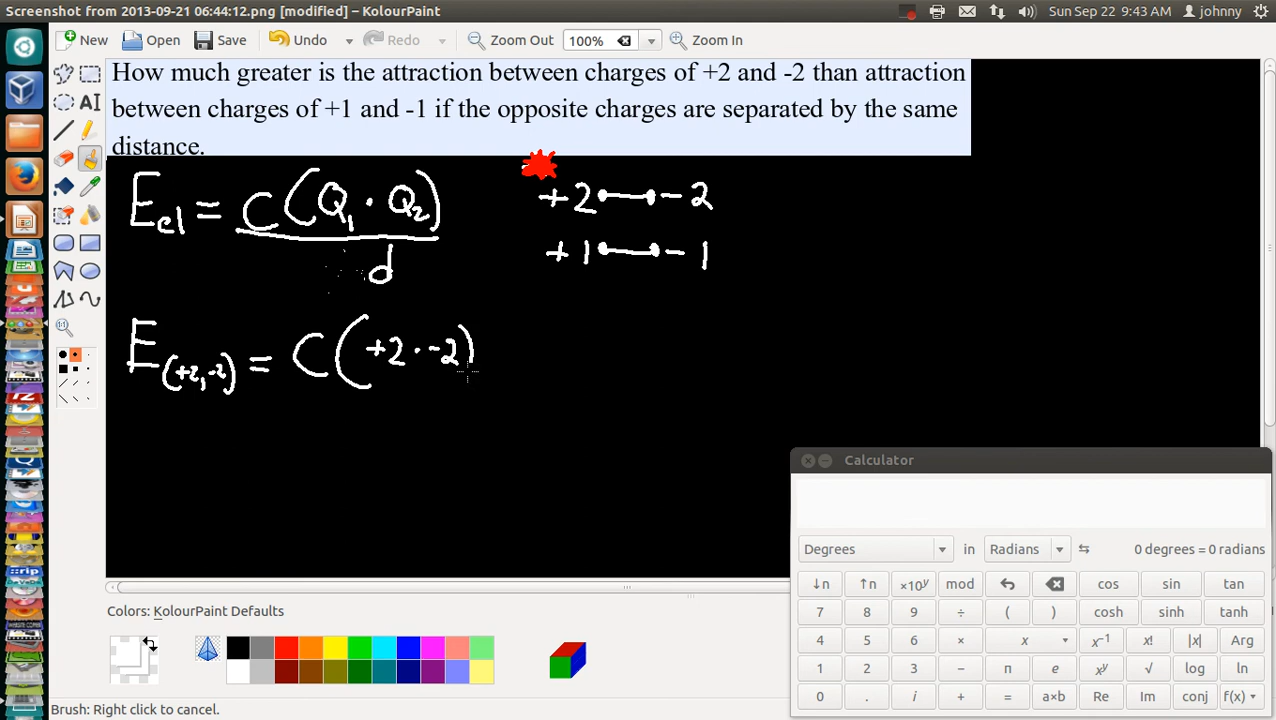 Screenshot from 2013-09-21 06:44:12.png [modified] – KolourPaint
Sun Sep 22 9:43 AM johnny
New Open Save Undo Redo Zoom Out 100% Zoom In
How much greater is the attraction between charges of +2 and -2 than attraction
between charges of +1 and -1 if the opposite charges are separated by the same
distance.
Eel = C(Q1 · Q2)
d
+2 -2
+1 -1
E(+2,-2) = C(+2 · -2)
Calculator
Degrees in Radians 0 degrees = 0 radians
↓n ↑n ×10^y mod cos sin tan
7 8 9 ÷ ( ) cosh sinh tanh
4 5 6 × x x⁻¹ x! |x| Arg
1 2 3 − π e x^y √ log ln
0 . i + = a×b Re Im conj f(x)
Colors: KolourPaint Defaults
Brush: Right click to cancel.